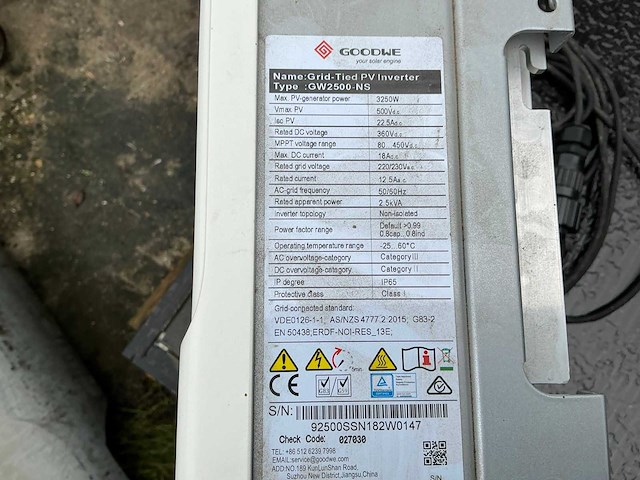 GOODWE
your solar engine
Name:Grid-Tied PV Inverter
Type :GW2500-NS
Max. PV-generator power 3250W
Vmax PV 500Vd.c.
Isc PV 22.5Ad.c.
Rated DC voltage 360Vd.c.
MPPT voltage range 80...450Vd.c.
Max. DC current 18Ad.c.
Rated grid voltage 220/230Va.c.
Rated current 12.5Aa.c.
AC-grid frequency 50/60Hz
Rated apparent power 2.5kVA
Inverter topology Non-isolated
Power factor range Default >0.99
0.8cap...0.8ind
Operating temperature range -25...60°C
AC overvoltage-category Category III
DC overvoltage-category Category II
IP degree IP65
Protective class Class I
Grid-connected standard:
VDE0126-1-1, AS/NZS 4777.2:2015; G83-2
EN 50438;ERDF-NOI-RES_13E;
5min
CE
S/N:
92500SSN182W0147
Check Code: 027030
TEL: +86 512 6239 7998
EMAIL:service@goodwe.com
ADD:NO.189 KunLunShan Road,
Suzhou New District,Jiangsu,China
S/N